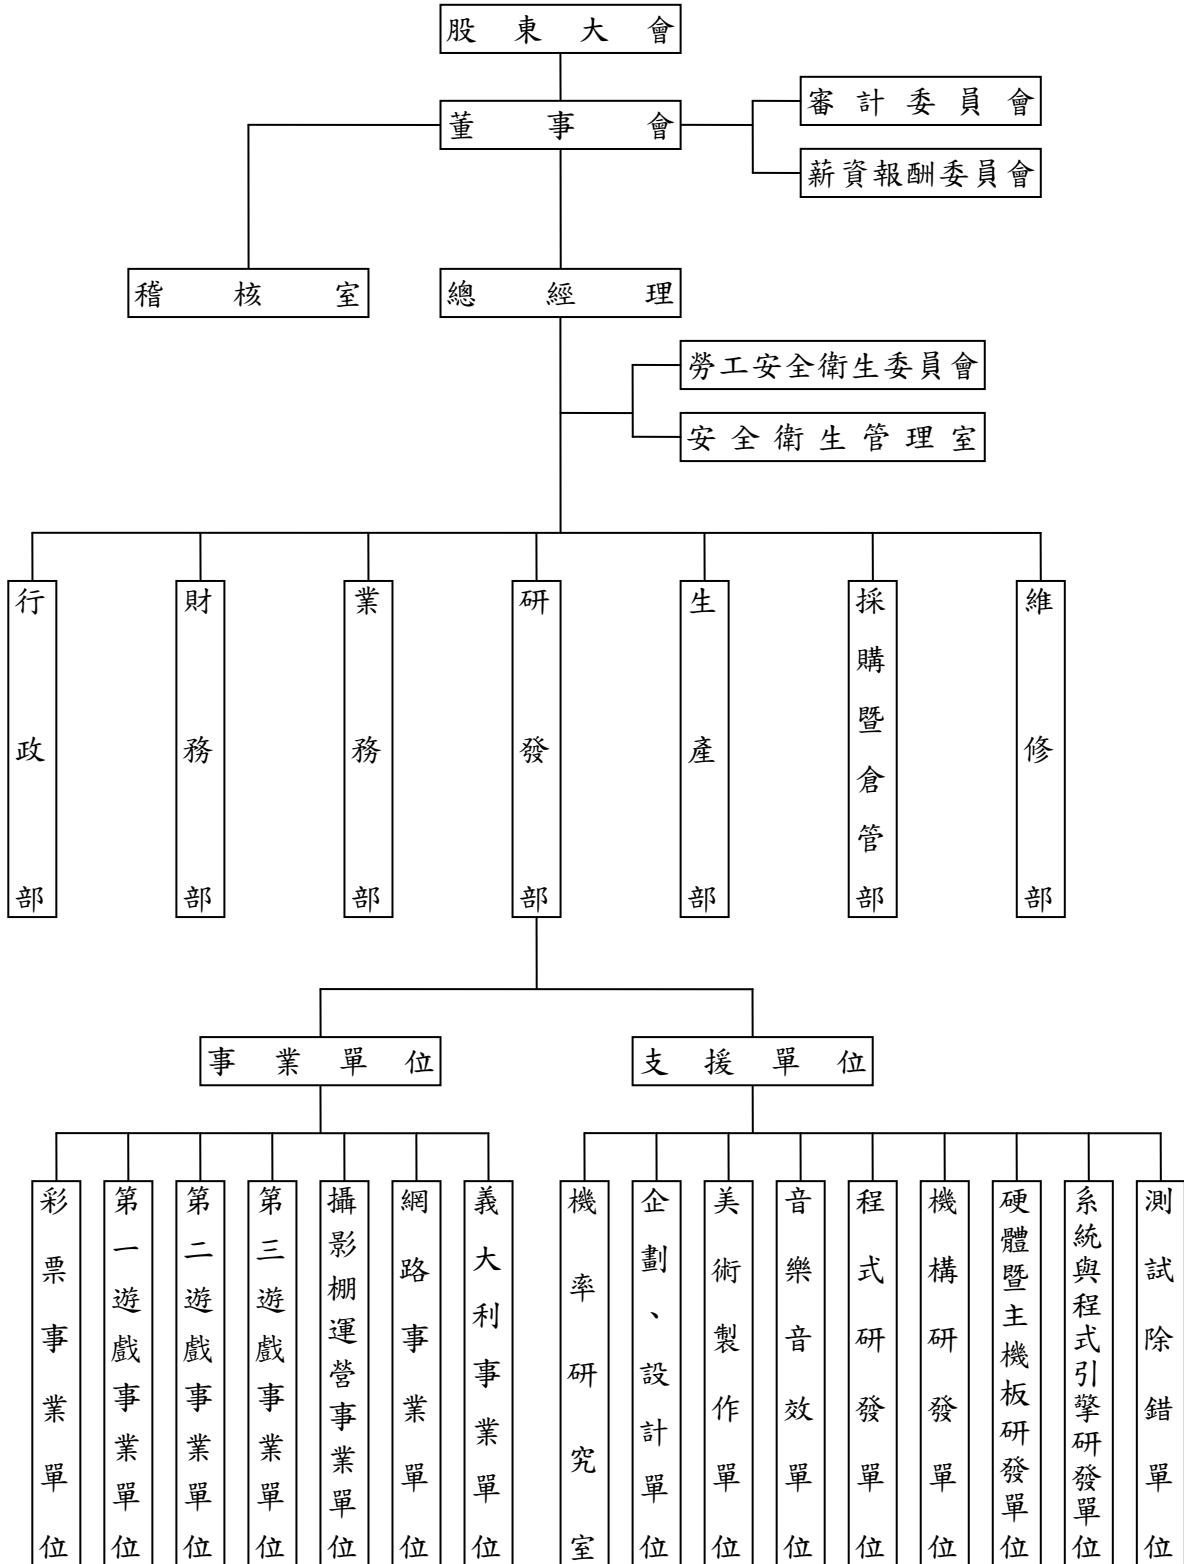 股東大會
董事會
審計委員會
薪資報酬委員會
稽核室
總經理
勞工安全衛生委員會
安全衛生管理室
行政部
財務部
業務部
研發部
生產部
採購暨倉管部
維修部
事業單位
支援單位
彩票事業單位
第一遊戲事業單位
第二遊戲事業單位
第三遊戲事業單位
攝影棚運營事業單位
網路事業單位
義大利事業單位
機率研究室
企劃、設計單位
美術製作單位
音樂音效單位
程式研發單位
機構研發單位
硬體暨主機板研發單位
系統與程式引擎研發單位
測試除錯單位